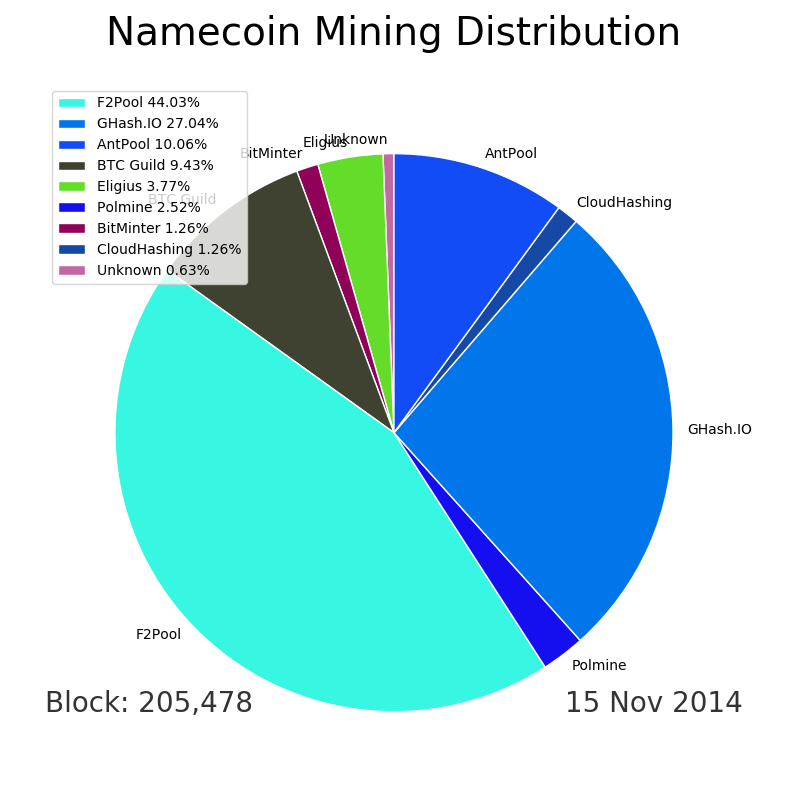 Namecoin Mining Distribution
F2Pool 44.03%
GHash.IO 27.04%
AntPool 10.06%
BTC Guild 9.43%
Eligius 3.77%
Polmine 2.52%
BitMinter 1.26%
CloudHashing 1.26%
Unknown 0.63%
Unknown
Eligius
BitMinter
AntPool
BTC Guild
CloudHashing
GHash.IO
F2Pool
Polmine
Block: 205,478
15 Nov 2014